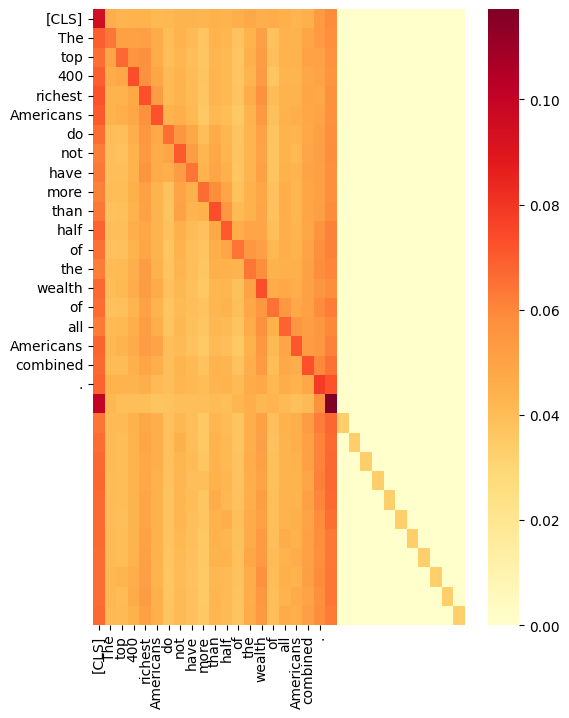 [CLS]
The
top
400
richest
Americans
do
not
have
more
than
half
of
the
wealth
of
all
Americans
combined
.
0.10
0.08
0.06
0.04
0.02
0.00
[CLS]
The
top
400
richest
Americans
do
not
have
more
than
half
of
the
wealth
of
all
Americans
combined
.